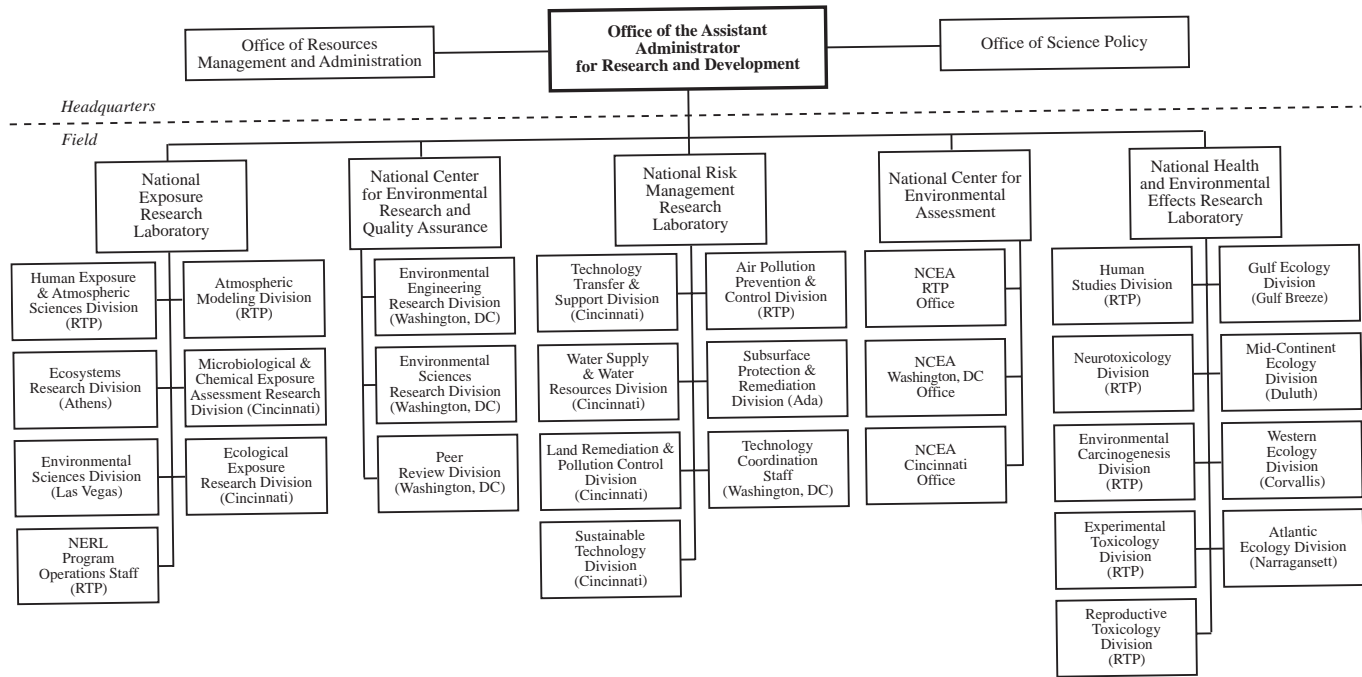 Office of Resources
Management and Administration
Office of the Assistant
Administrator
for Research and Development
Office of Science Policy
Headquarters
Field
National
Exposure
Research
Laboratory
National Center
for Environmental
Research and
Quality Assurance
National Risk
Management
Research
Laboratory
National Center for
Environmental
Assessment
National Health
and Environmental
Effects Research
Laboratory
Human Exposure
& Atmospheric
Sciences Division
(RTP)
Atmospheric
Modeling Division
(RTP)
Ecosystems
Research Division
(Athens)
Microbiological &
Chemical Exposure
Assessment Research
Division (Cincinnati)
Environmental
Sciences Division
(Las Vegas)
Ecological
Exposure
Research Division
(Cincinnati)
NERL
Program
Operations Staff
(RTP)
Environmental
Engineering
Research Division
(Washington, DC)
Environmental
Sciences
Research Division
(Washington, DC)
Peer
Review Division
(Washington, DC)
Technology
Transfer &
Support Division
(Cincinnati)
Air Pollution
Prevention &
Control Division
(RTP)
Water Supply
& Water
Resources Division
(Cincinnati)
Subsurface
Protection &
Remediation
Division (Ada)
Land Remediation &
Pollution Control
Division
(Cincinnati)
Technology
Coordination
Staff
(Washington, DC)
Sustainable
Technology
Division
(Cincinnati)
NCEA
RTP
Office
NCEA
Washington, DC
Office
NCEA
Cincinnati
Office
Human
Studies Division
(RTP)
Gulf Ecology
Division
(Gulf Breeze)
Neurotoxicology
Division
(RTP)
Mid-Continent
Ecology
Division
(Duluth)
Environmental
Carcinogenesis
Division
(RTP)
Western
Ecology
Division
(Corvallis)
Experimental
Toxicology
Division
(RTP)
Atlantic
Ecology Division
(Narragansett)
Reproductive
Toxicology
Division
(RTP)